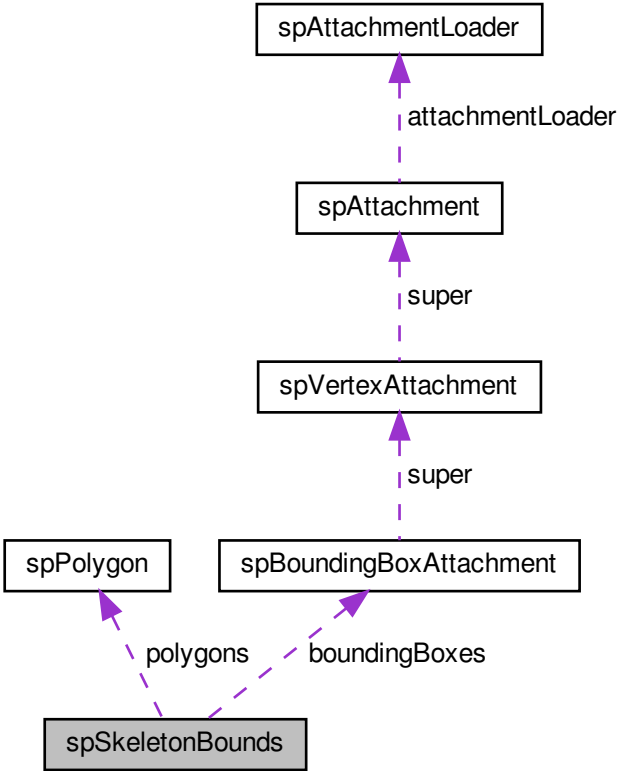 spAttachmentLoader
attachmentLoader
spAttachment
super
spVertexAttachment
super
spPolygon
spBoundingBoxAttachment
polygons
boundingBoxes
spSkeletonBounds